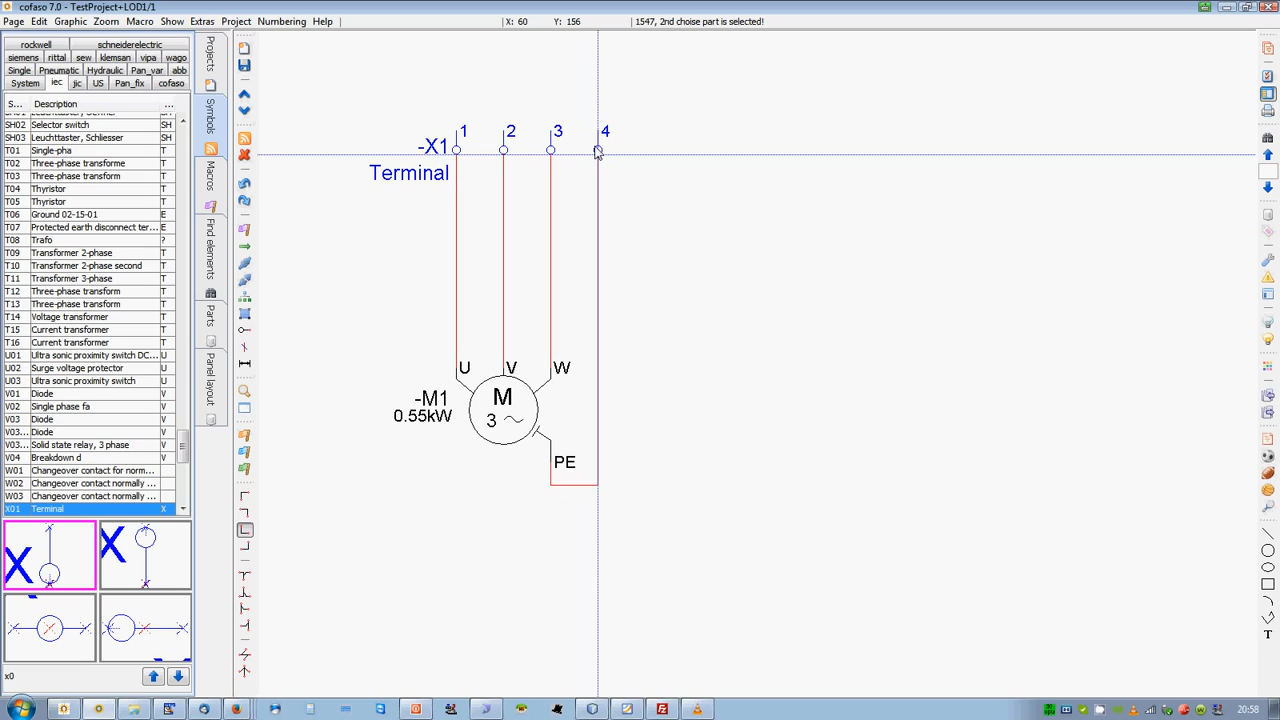 cofaso 7.0 - TestProject+LOD1/1
Page Edit Graphic Zoom Macro Show Extras Project Numbering Help
X: 60 Y: 156 1547, 2nd choise part is selected!
rockwell schneiderelectric
siemens rittal sew klemsan vipa wago
Single Pneumatic Hydraulic Pan_var abb
System iec jic US Pan_fix cofaso
S... Description ...
SH02 Selector switch SH
SH03 Leuchttaster, Schliesser SH
T01 Single-pha T
T02 Three-phase transforme T
T03 Three-phase transforme T
T04 Thyristor T
T05 Thyristor T
T06 Ground 02-15-01 E
T07 Protected earth disconnect ter... E
T08 Trafo ?
T09 Transformer 2-phase T
T10 Transformer 2-phase second T
T11 Transformer 3-phase T
T12 Three-phase transform T
T13 Three-phase transform T
T14 Voltage transformer T
T15 Current transformer T
T16 Current transformer T
U01 Ultra sonic proximity switch DC... U
U02 Surge voltage protector U
U03 Ultra sonic proximity switch U
V01 Diode V
V02 Single phase fa V
V03 Diode V
V03... Diode V
V03... Solid state relay, 3 phase V
V04 Breakdown d V
W01 Changeover contact for norm...
W02 Changeover contact normally ...
W03 Changeover contact normally ...
X01 Terminal X
X X
x0
Projects
Symbols
Macros
Find elements
Parts
Panel layout
1 2 3 4
-X1
Terminal
U V W
-M1
0.55kW
M
3
PE
T
20:58